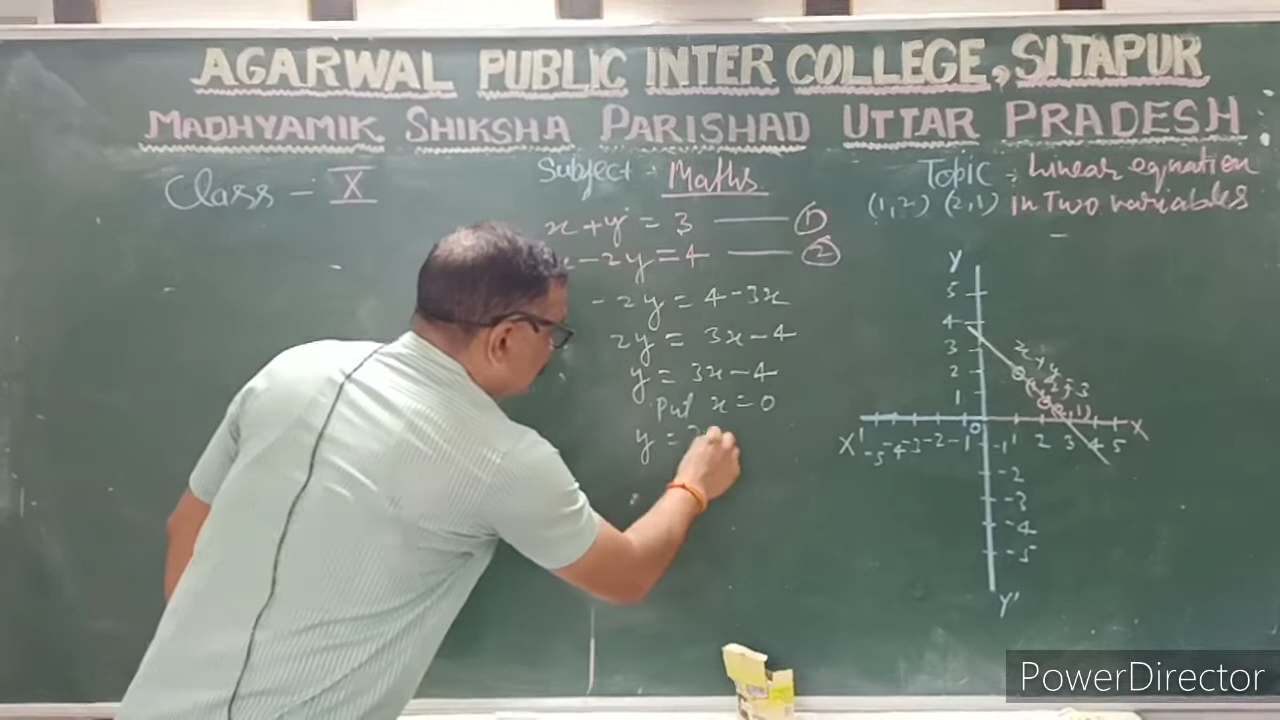 AGARWAL PUBLIC INTER COLLEGE, SITAPUR
MADHYAMIK SHIKSHA PARISHAD UTTAR PRADESH
Class - X
Subject : Maths
Topic : Linear equation
in Two variables
(1,2) (2,1)
x + y = 3 ——— ①
x - 2y = 4 ——— ②
- 2y = 4 - 3x
2y = 3x - 4
y = 3x - 4
Put x = 0
y =
Y
5
4
3
2
1
X' -5 -4 -3 -2 -1 0 1 2 3 4 5 X
-1
-2
-3
-4
-5
Y'
x + y = 3
(2,1)
PowerDirector